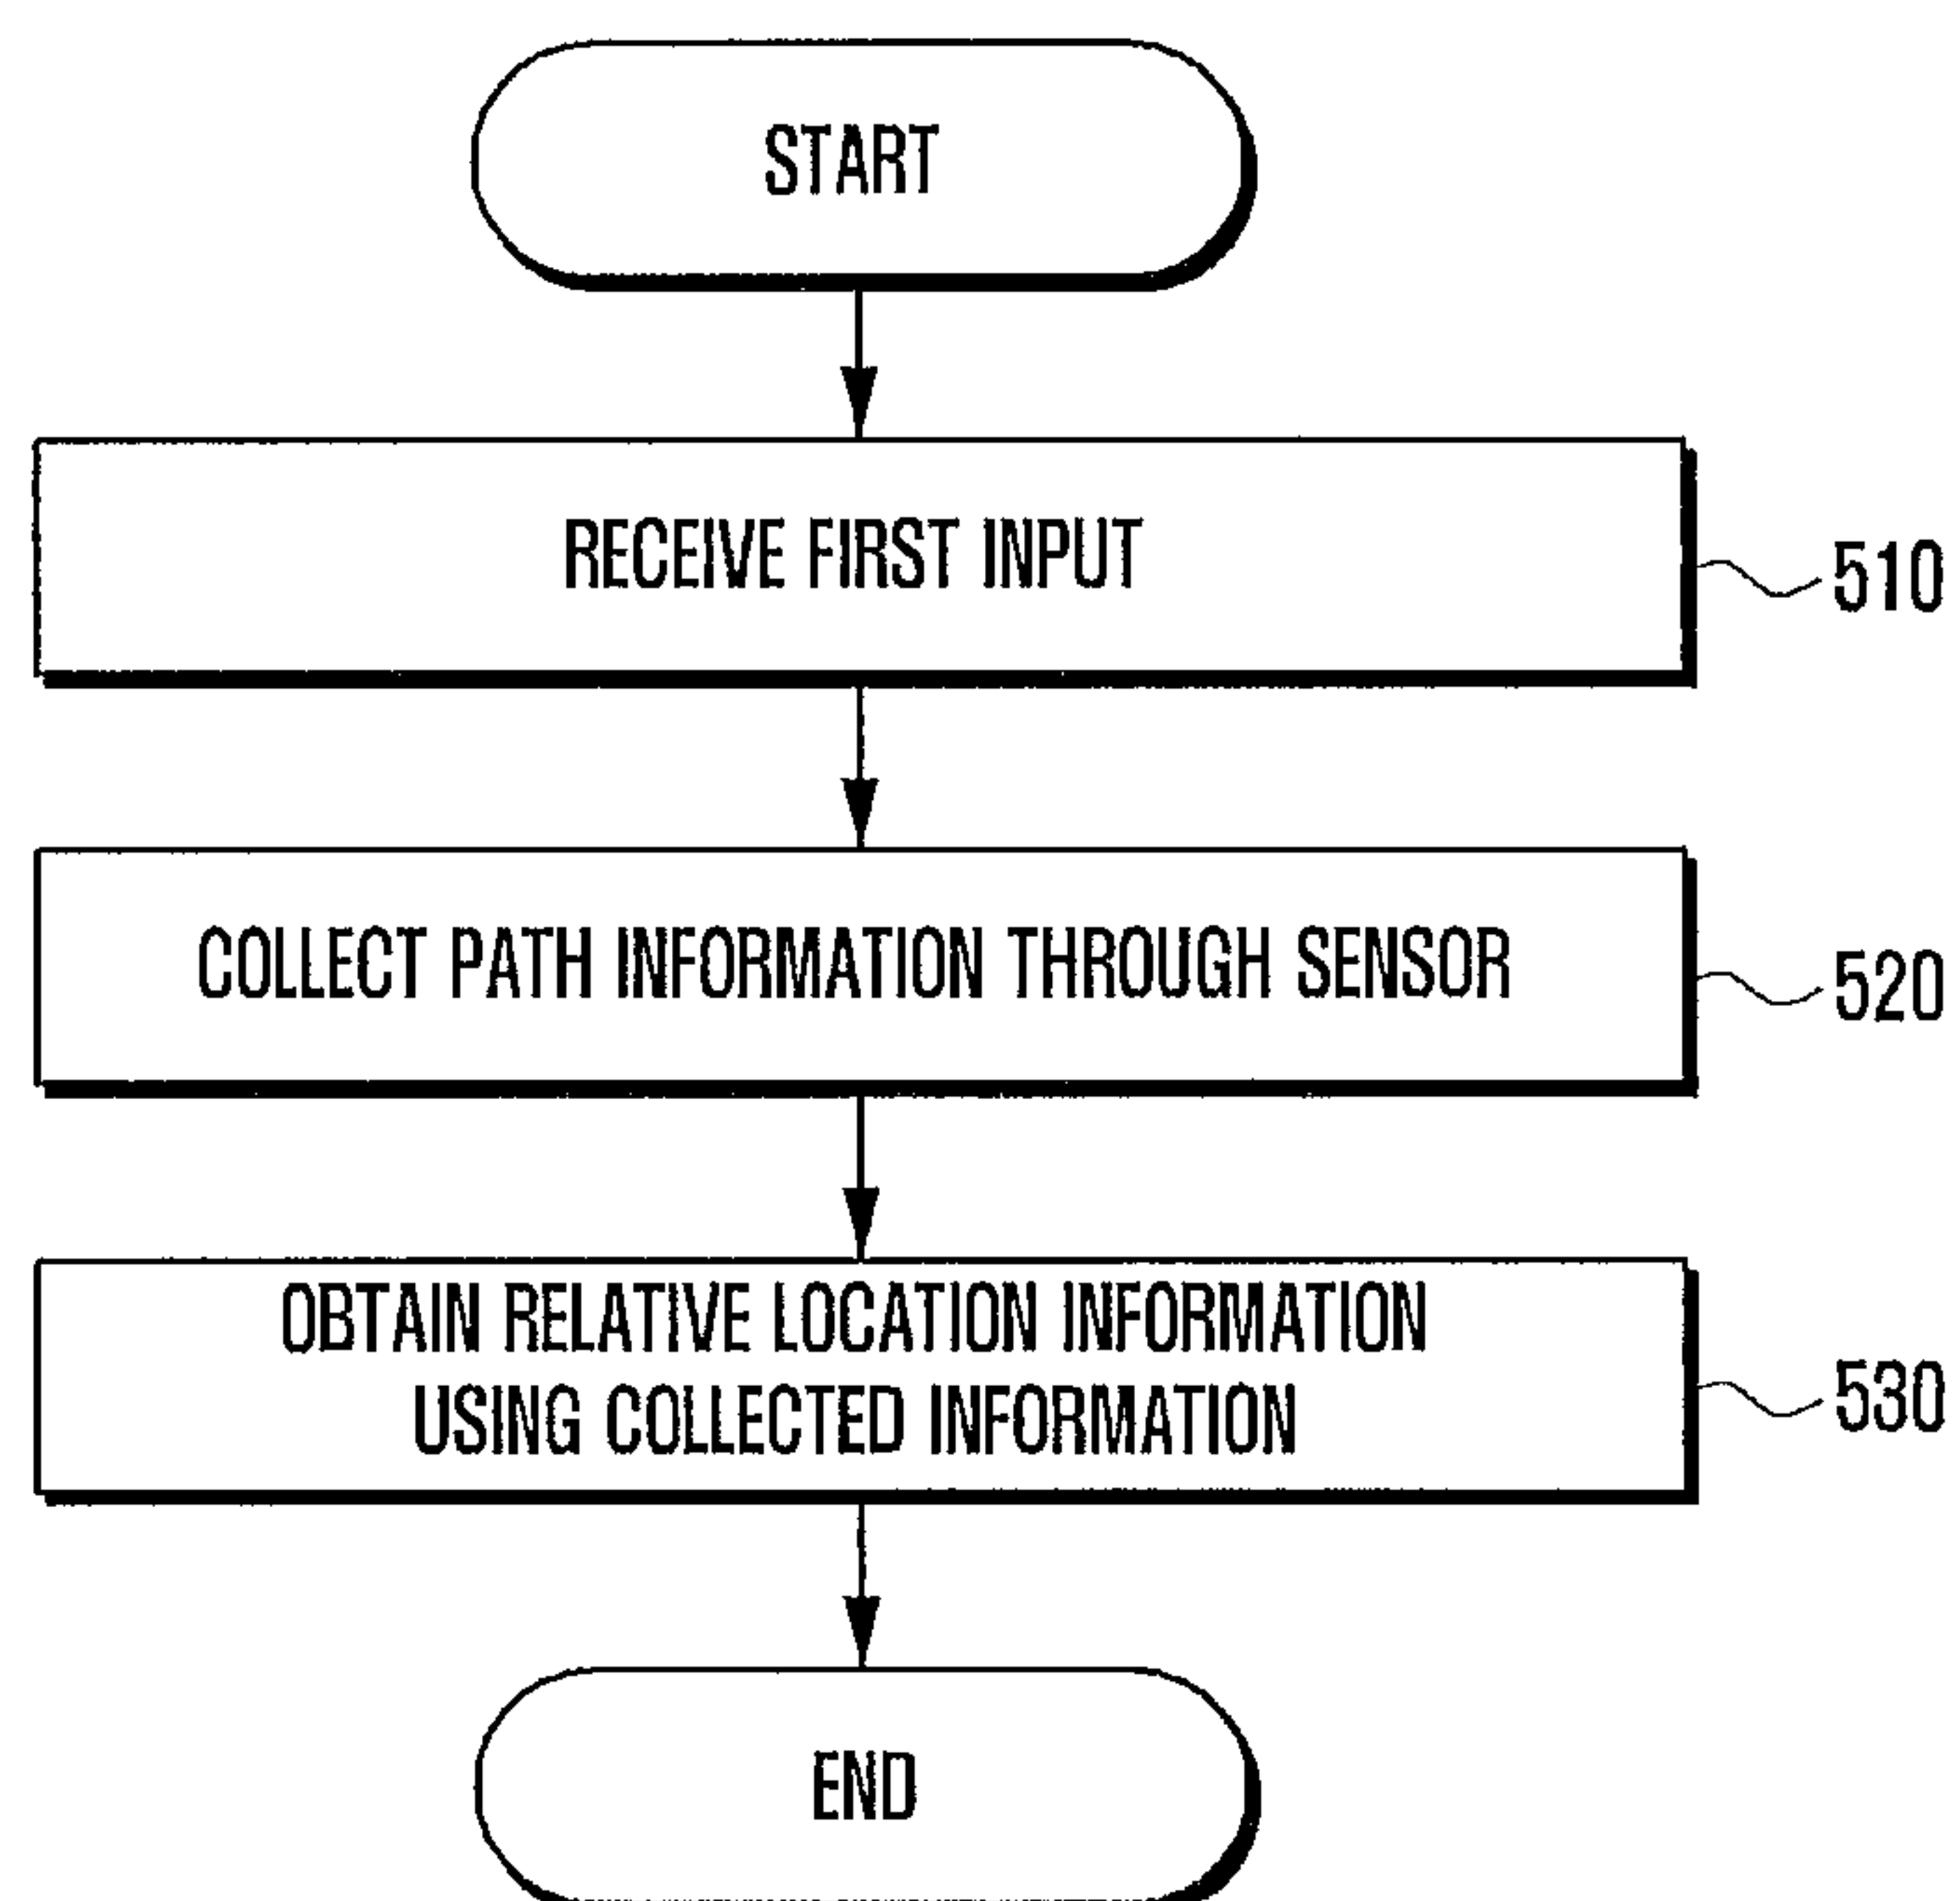 START
RECEIVE FIRST INPUT
510
COLLECT PATH INFORMATION THROUGH SENSOR
520
OBTAIN RELATIVE LOCATION INFORMATION
USING COLLECTED INFORMATION
530
END